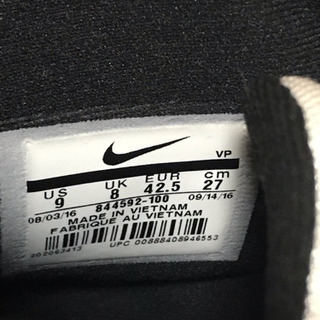 VP
US UK EUR cm
9 8 42.5 27
844592-100
08/03/16 09/14/16
MADE IN VIETNAM
FABRIQUE AU VIETNAM
UPC 00888408946553
202063413